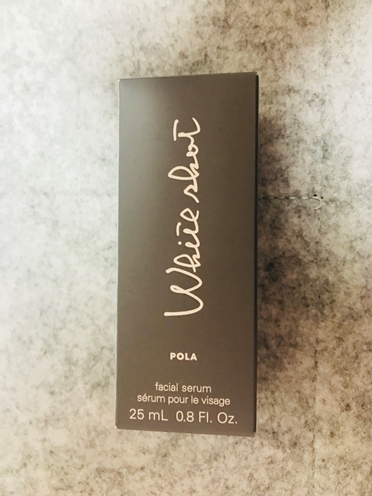 White shot
POLA
facial serum
sérum pour le visage
25 mL 0.8 Fl. Oz.